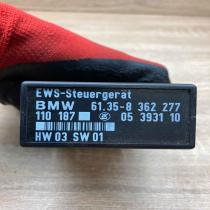 EWS-Steuergerät
BMW 61.35-8 362 277
110 187 05 3931 10
HW 03 SW 01